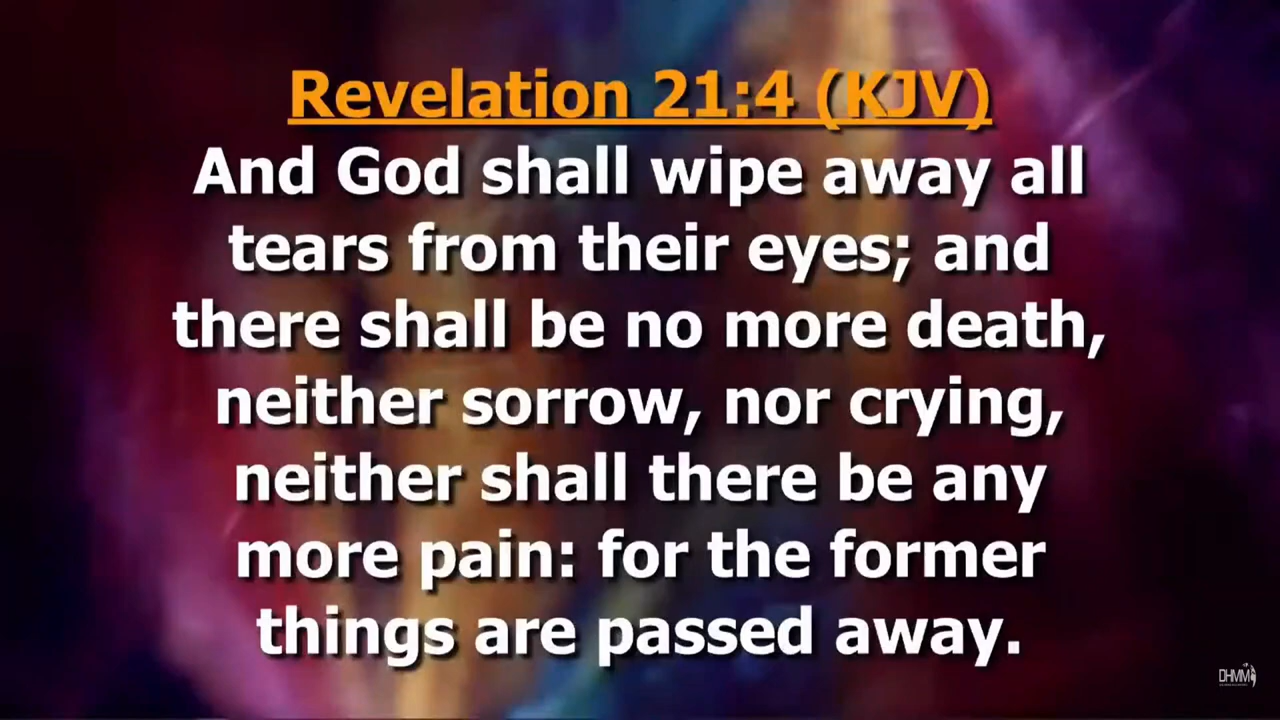 Revelation 21:4 (KJV)
And God shall wipe away all
tears from their eyes; and
there shall be no more death,
neither sorrow, nor crying,
neither shall there be any
more pain: for the former
things are passed away.
DHMM